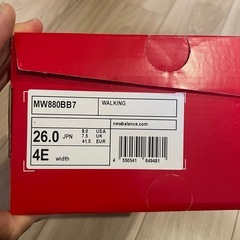 MW880BB7
WALKING
newbalance.com
26.0 JPN
8.0 USA
7.5 UK
41.5 EUR
4E width
4 550541 649481